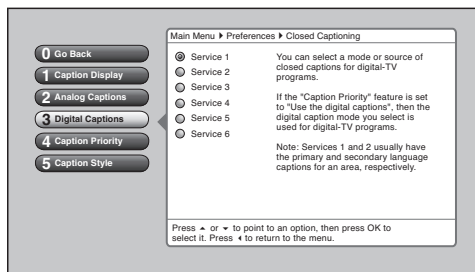 Main Menu ▶ Preferences ▶ Closed Captioning
0 Go Back
1 Caption Display
2 Analog Captions
3 Digital Captions
4 Caption Priority
5 Caption Style
Service 1
Service 2
Service 3
Service 4
Service 5
Service 6
You can select a mode or source of
closed captions for digital-TV
programs.
If the "Caption Priority" feature is set
to "Use the digital captions", then the
digital caption mode you select is
used for digital-TV programs.
Note: Services 1 and 2 usually have
the primary and secondary language
captions for an area, respectively.
Press ▲ or ▼ to point to an option, then press OK to
select it. Press ◀ to return to the menu.